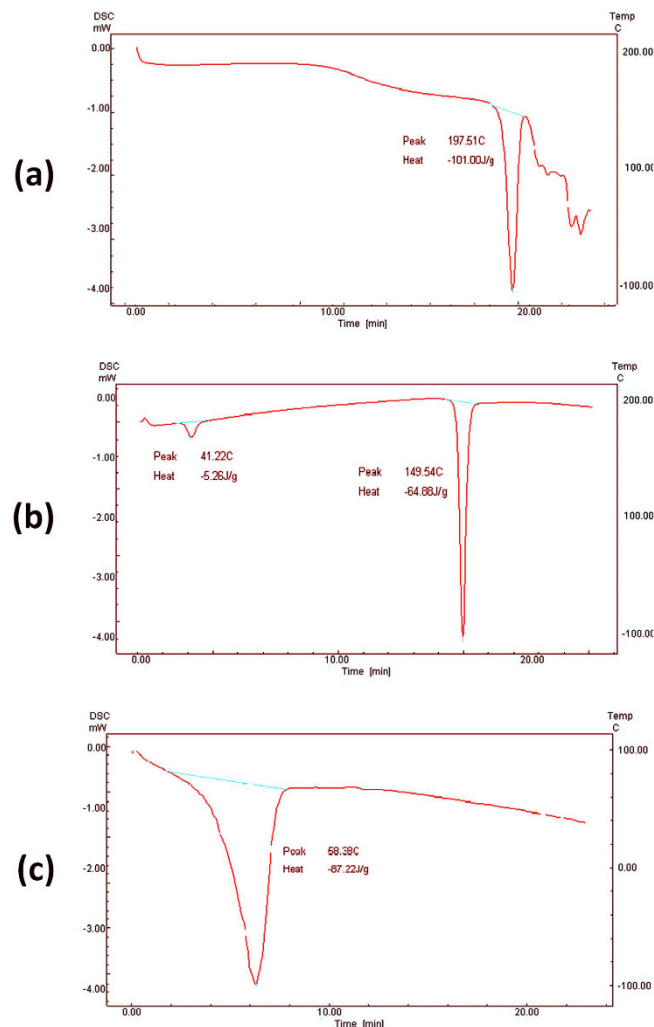 DSC
mW
Temp
C
0.00
200.00
-1.00
Peak 197.51C
Heat -101.00J/g
(a)
-2.00
100.00
-3.00
-4.00
-100.00
0.00 10.00 20.00
Time [min]
DSC
mW
Temp
C
0.00
200.00
-1.00
Peak 41.22C
Heat -5.26J/g
Peak 149.54C
Heat -64.88J/g
(b)
-2.00
100.00
-3.00
-4.00
-100.00
0.00 10.00 20.00
Time [min]
DSC
mW
Temp
C
0.00
100.00
-1.00
Peak 58.38C
Heat -87.22J/g
(c)
-2.00
0.00
-3.00
-4.00
-100.00
0.00 10.00 20.00
Time [min]